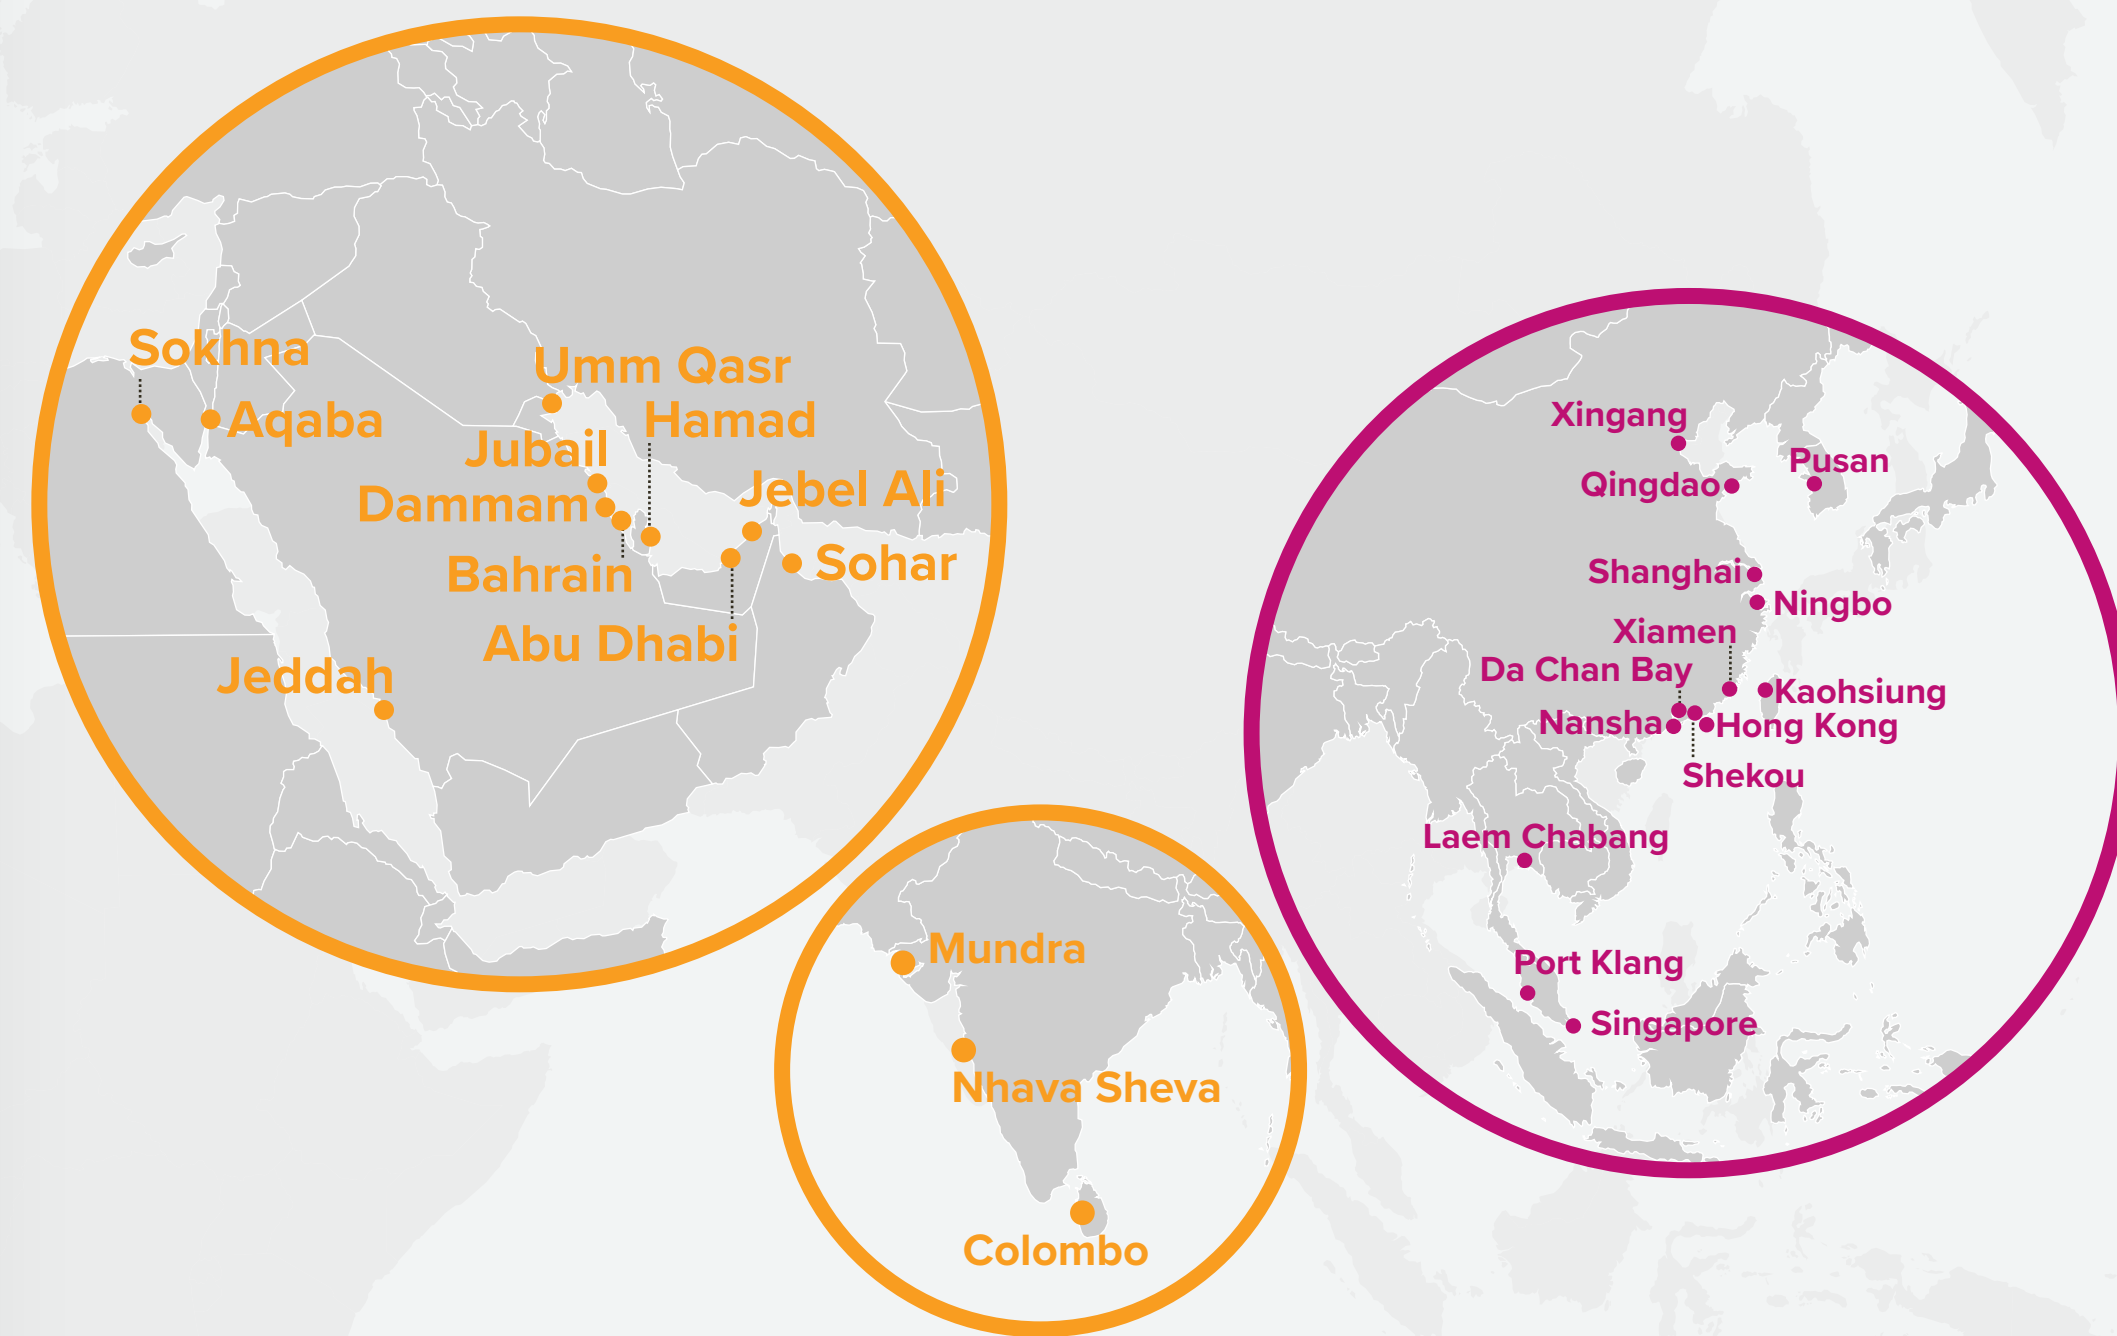 Sokhna
Aqaba
Umm Qasr
Hamad
Jubail
Dammam
Jebel Ali
Bahrain
Sohar
Abu Dhabi
Jeddah
Mundra
Nhava Sheva
Colombo
Xingang
Pusan
Qingdao
Shanghai
Ningbo
Xiamen
Da Chan Bay
Kaohsiung
Nansha
Hong Kong
Shekou
Laem Chabang
Port Klang
Singapore